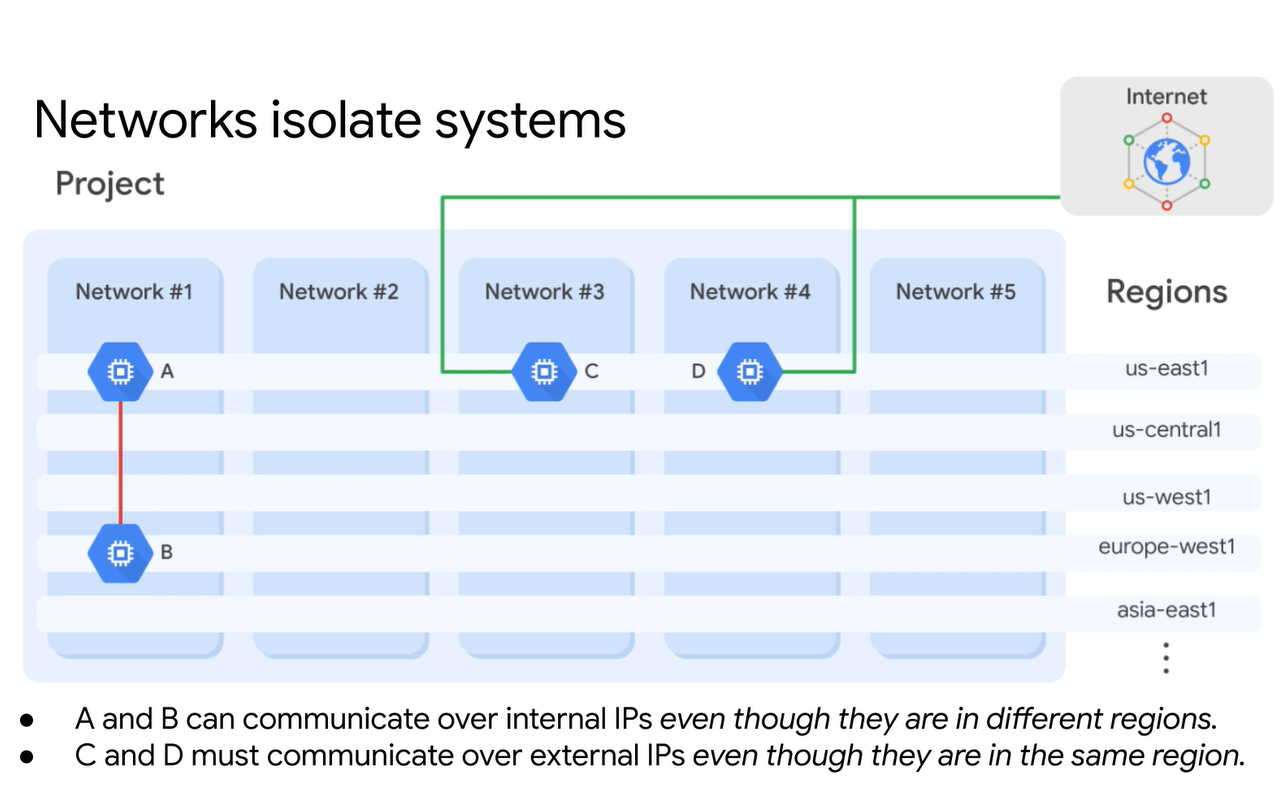 Internet
Networks isolate systems
Project
Network #1
Network #2
Network #3
Network #4
Network #5
Regions
A
C
D
us-east1
us-central1
us-west1
B
europe-west1
asia-east1
● A and B can communicate over internal IPs even though they are in different regions.
● C and D must communicate over external IPs even though they are in the same region.